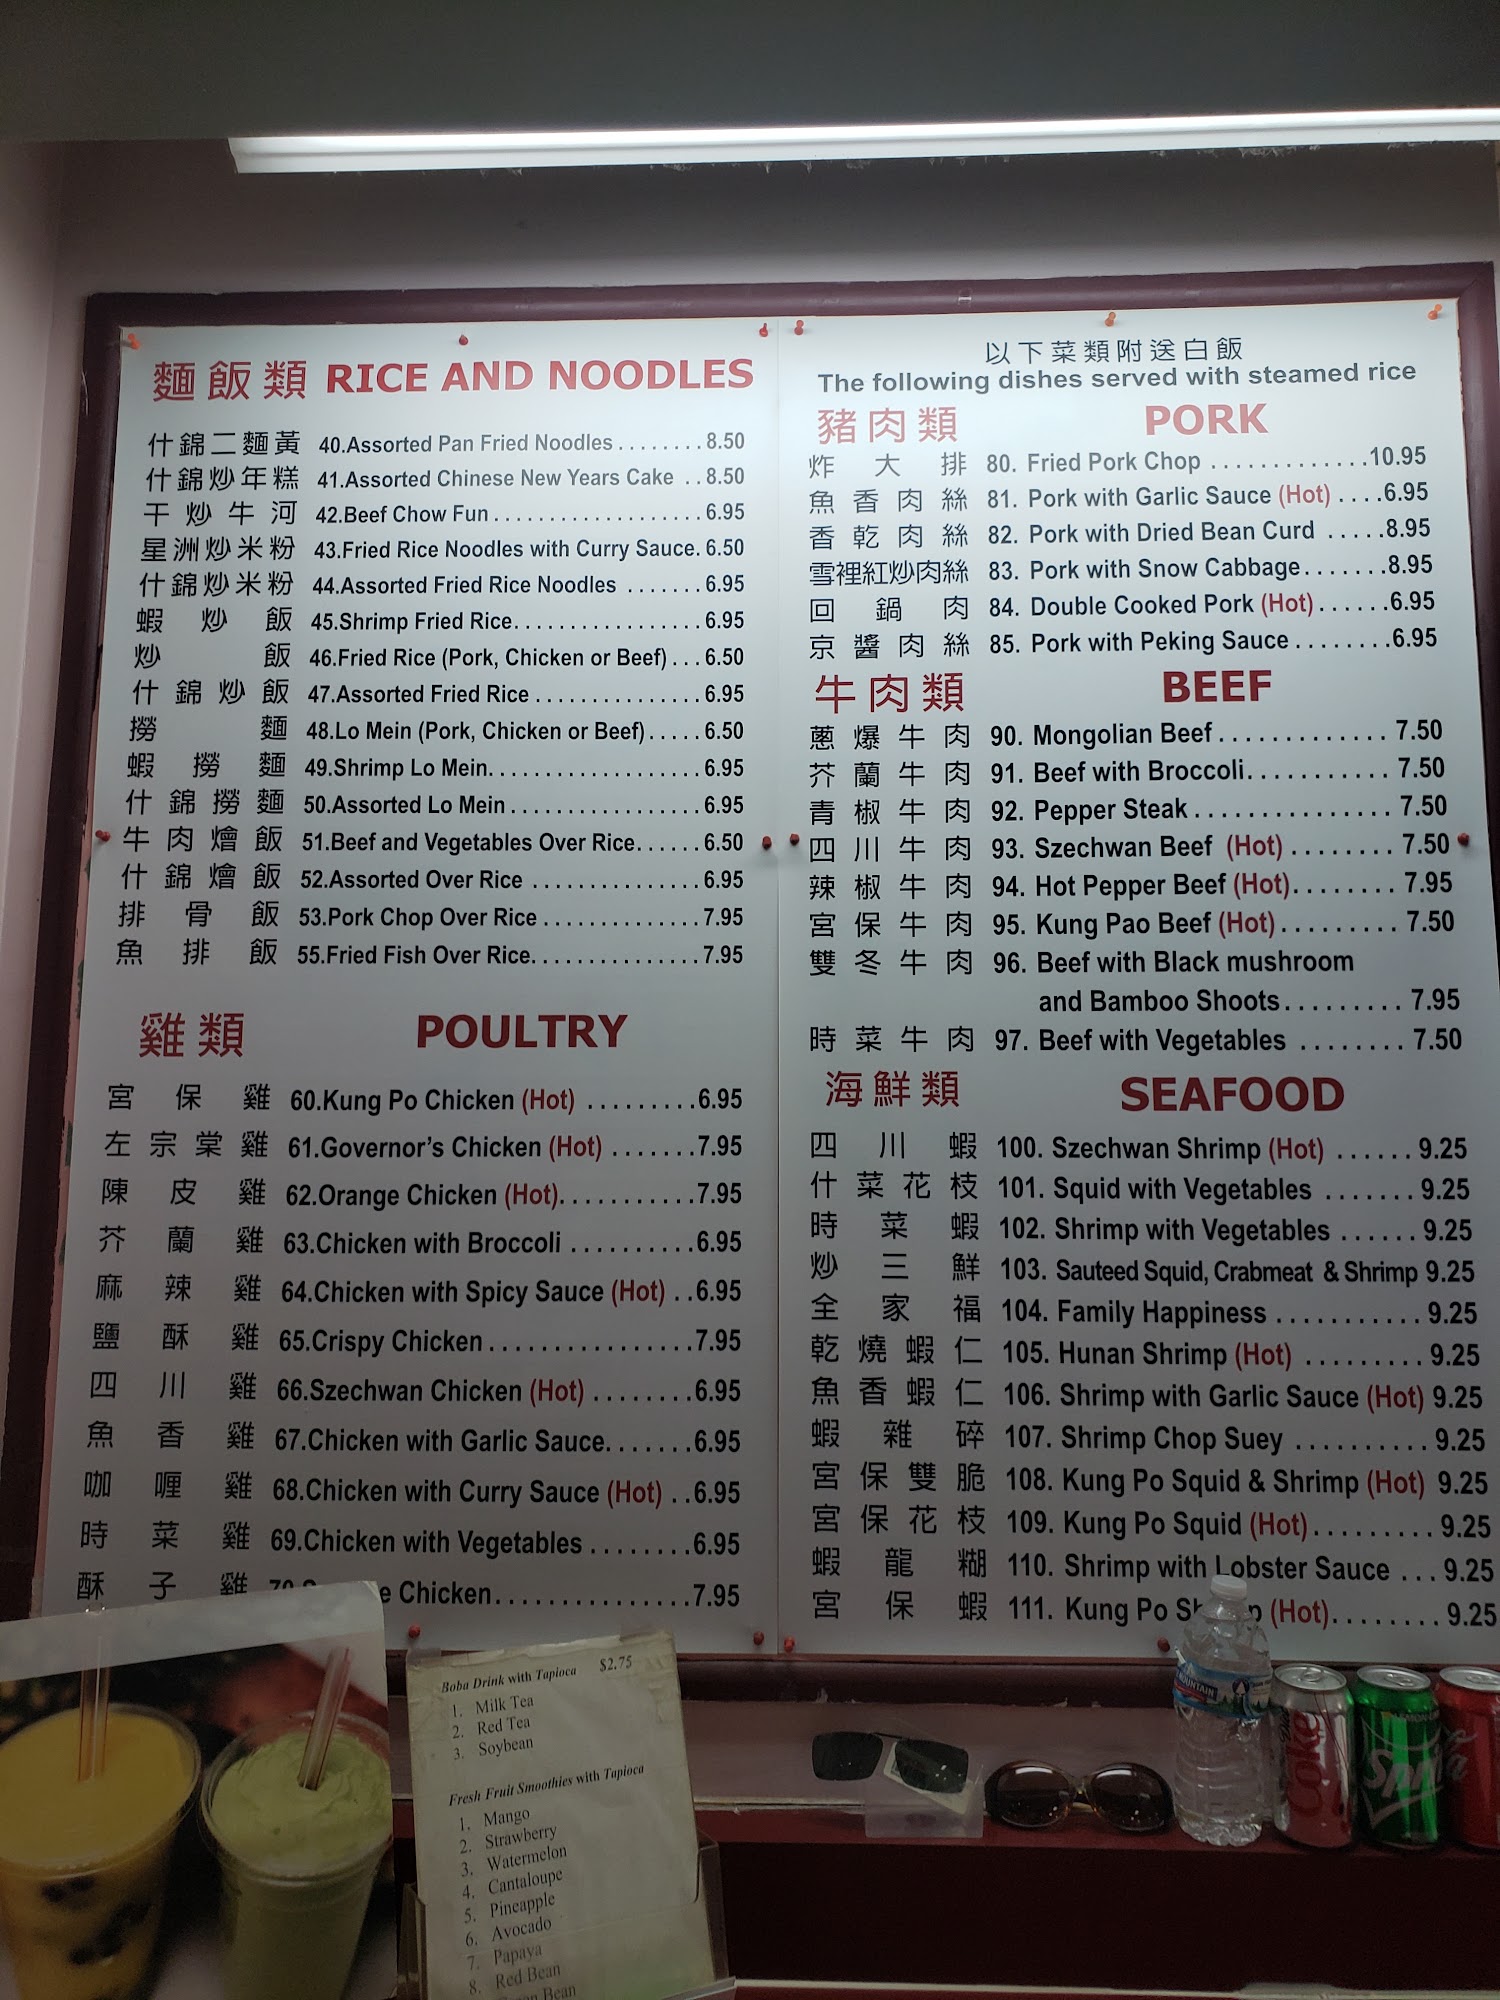 麵飯類 RICE AND NOODLES
什錦二麵黃 40.Assorted Pan Fried Noodles........8.50
什錦炒年糕 41.Assorted Chinese New Years Cake ..8.50
干炒牛河 42.Beef Chow Fun..................6.95
星洲炒米粉 43.Fried Rice Noodles with Curry Sauce.6.50
什錦炒米粉 44.Assorted Fried Rice Noodles .......6.95
蝦炒飯 45.Shrimp Fried Rice................6.95
炒飯 46.Fried Rice (Pork, Chicken or Beef)...6.50
什錦炒飯 47.Assorted Fried Rice ..............6.95
撈麵 48.Lo Mein (Pork, Chicken or Beef).....6.50
蝦撈麵 49.Shrimp Lo Mein..................6.95
什錦撈麵 50.Assorted Lo Mein ................6.95
牛肉燴飯 51.Beef and Vegetables Over Rice......6.50
什錦燴飯 52.Assorted Over Rice ..............6.95
排骨飯 53.Pork Chop Over Rice .............7.95
魚排飯 55.Fried Fish Over Rice...............7.95
雞類 POULTRY
宮保雞 60.Kung Po Chicken (Hot) .........6.95
左宗棠雞 61.Governor's Chicken (Hot) .......7.95
陳皮雞 62.Orange Chicken (Hot)...........7.95
芥蘭雞 63.Chicken with Broccoli ..........6.95
麻辣雞 64.Chicken with Spicy Sauce (Hot) ..6.95
鹽酥雞 65.Crispy Chicken.................7.95
四川雞 66.Szechwan Chicken (Hot) ........6.95
魚香雞 67.Chicken with Garlic Sauce.......6.95
咖喱雞 68.Chicken with Curry Sauce (Hot) ..6.95
時菜雞 69.Chicken with Vegetables ........6.95
酥子雞 Chicken................7.95
以下菜類附送白飯
The following dishes served with steamed rice
豬肉類 PORK
炸大排 80. Fried Pork Chop .............10.95
魚香肉絲 81. Pork with Garlic Sauce (Hot) ....6.95
香乾肉絲 82. Pork with Dried Bean Curd .....8.95
雪裡紅炒肉絲 83. Pork with Snow Cabbage.......8.95
回鍋肉 84. Double Cooked Pork (Hot) ......6.95
京醬肉絲 85. Pork with Peking Sauce ........6.95
牛肉類 BEEF
蔥爆牛肉 90. Mongolian Beef ............. 7.50
芥蘭牛肉 91. Beef with Broccoli........... 7.50
青椒牛肉 92. Pepper Steak ............... 7.50
四川牛肉 93. Szechwan Beef (Hot) ........ 7.50
辣椒牛肉 94. Hot Pepper Beef (Hot)........ 7.95
宮保牛肉 95. Kung Pao Beef (Hot)......... 7.50
雙冬牛肉 96. Beef with Black mushroom
and Bamboo Shoots......... 7.95
時菜牛肉 97. Beef with Vegetables ........ 7.50
海鮮類 SEAFOOD
四川蝦 100. Szechwan Shrimp (Hot) ...... 9.25
什菜花枝 101. Squid with Vegetables ....... 9.25
時菜蝦 102. Shrimp with Vegetables ...... 9.25
炒三鮮 103. Sauteed Squid, Crabmeat & Shrimp 9.25
全家福 104. Family Happiness ........... 9.25
乾燒蝦仁 105. Hunan Shrimp (Hot) ......... 9.25
魚香蝦仁 106. Shrimp with Garlic Sauce (Hot) 9.25
蝦雜碎 107. Shrimp Chop Suey .......... 9.25
宮保雙脆 108. Kung Po Squid & Shrimp (Hot) 9.25
宮保花枝 109. Kung Po Squid (Hot)......... 9.25
蝦龍糊 110. Shrimp with Lobster Sauce ... 9.25
宮保蝦 111. Kung Po Sh p (Hot)........ 9.25
Boba Drink with Tapioca $2.75
1. Milk Tea
2. Red Tea
3. Soybean
Fresh Fruit Smoothies with Tapioca
1. Mango
2. Strawberry
3. Watermelon
4. Cantaloupe
5. Pineapple
6. Avocado
7. Papaya
8. Red Bean
Bean
MOUNTAIN
Coke
Sprite